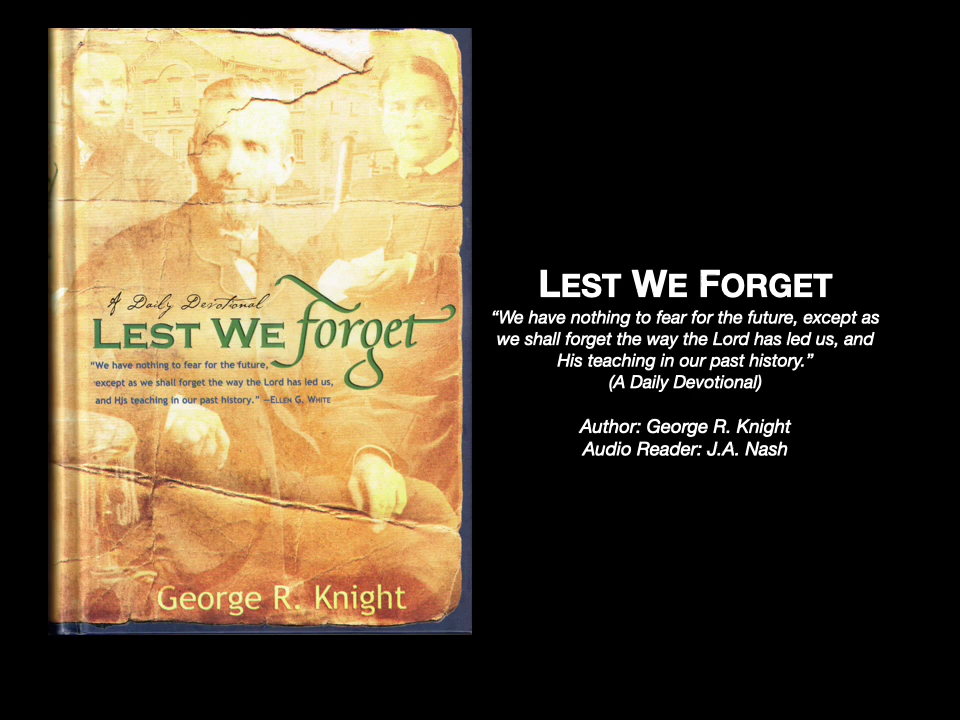 A Daily Devotional
LEST WE forget
“We have nothing to fear for the future,
except as we shall forget the way the Lord has led us,
and His teaching in our past history.” —ELLEN G. WHITE
George R. Knight
LEST WE FORGET
“We have nothing to fear for the future, except as
we shall forget the way the Lord has led us, and
His teaching in our past history.”
(A Daily Devotional)
Author: George R. Knight
Audio Reader: J.A. Nash